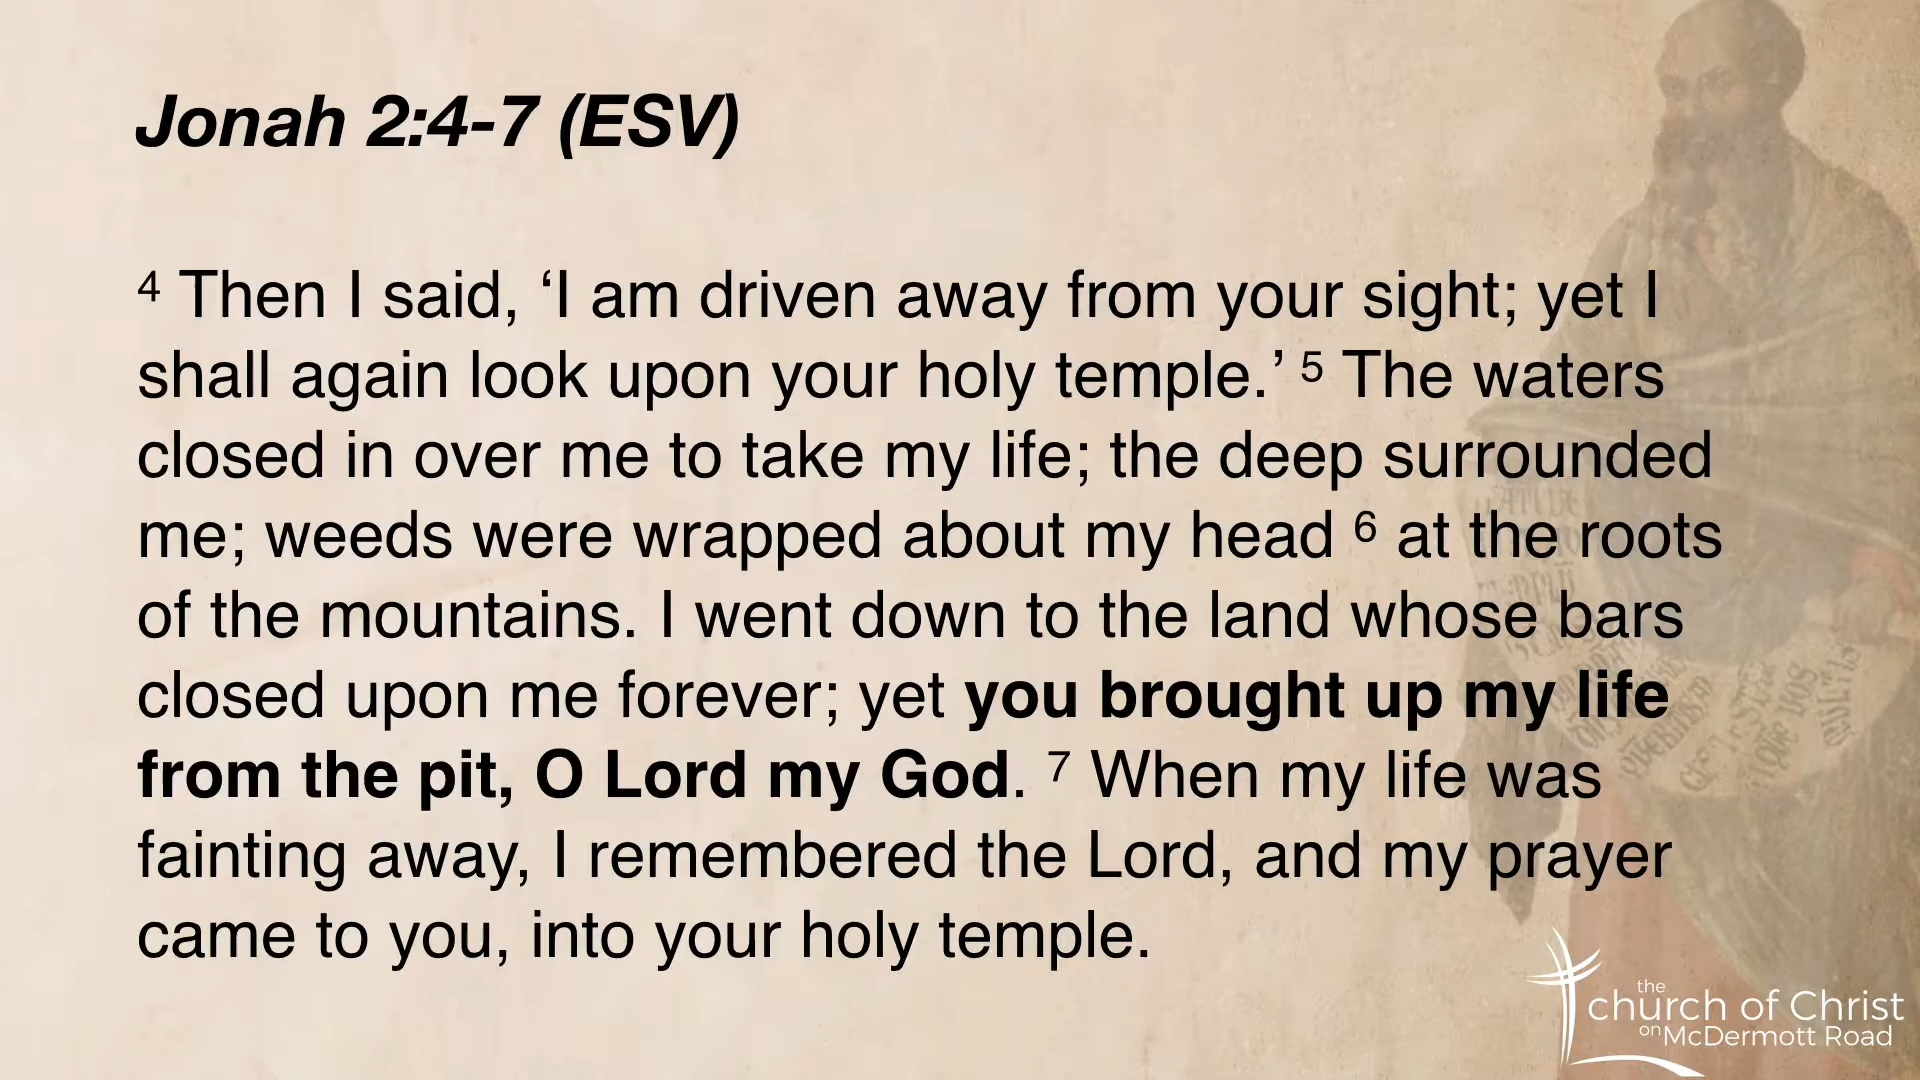 Jonah 2:4-7 (ESV)
⁴ Then I said, ‘I am driven away from your sight; yet I
shall again look upon your holy temple.’ ⁵ The waters
closed in over me to take my life; the deep surrounded
me; weeds were wrapped about my head ⁶ at the roots
of the mountains. I went down to the land whose bars
closed upon me forever; yet you brought up my life
from the pit, O Lord my God. ⁷ When my life was
fainting away, I remembered the Lord, and my prayer
came to you, into your holy temple.
the
church of Christ
on McDermott Road